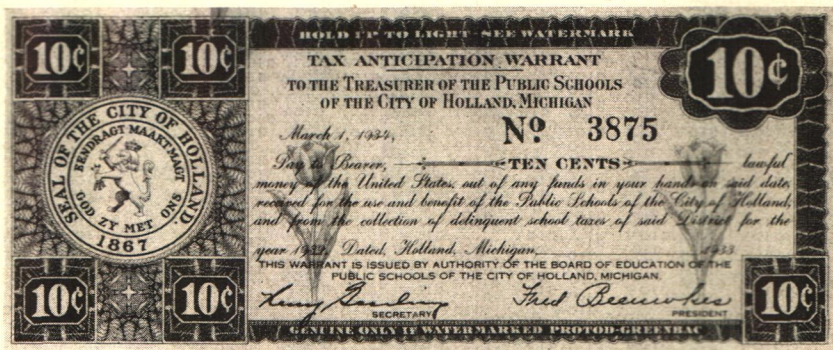 HOLD UP TO LIGHT - SEE WATERMARK
10¢ 10¢ 10¢
TAX ANTICIPATION WARRANT
TO THE TREASURER OF THE PUBLIC SCHOOLS
OF THE CITY OF HOLLAND, MICHIGAN
March 1, 1934, Nº 3875
Pay to Bearer, TEN CENTS lawful
money of the United States, out of any funds in your hands on said date,
received for the use and benefit of the Public Schools of the City of Holland,
and from the collection of delinquent school taxes of said District for the
year Dated, Holland, Michigan, 1933
THIS WARRANT IS ISSUED BY AUTHORITY OF THE BOARD OF EDUCATION OF THE
PUBLIC SCHOOLS OF THE CITY OF HOLLAND, MICHIGAN.
SEAL OF THE CITY OF HOLLAND
EENDRAGT MAAKT MAGT
GOD ZY MET ONS
1867
Henry Geerlings Fred Beeuwkes
SECRETARY PRESIDENT
10¢ 10¢ 10¢
GENUINE ONLY IF WATERMARKED PROTOD-GREENBAC